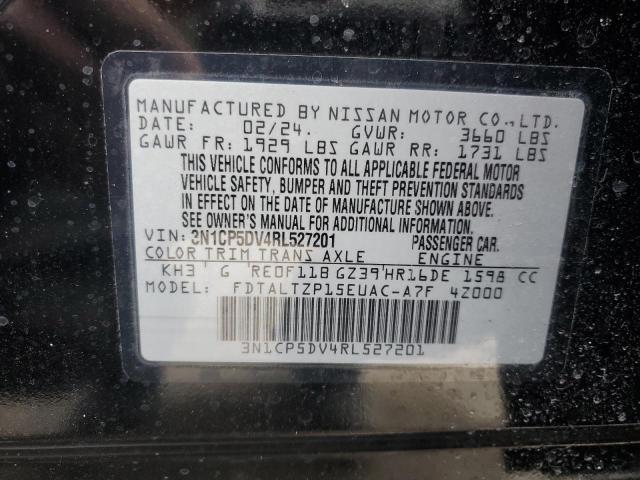 MANUFACTURED BY NISSAN MOTOR CO.,LTD.
DATE: 02/24. GVWR: 3660 LBS
GAWR FR: 1929 LBS GAWR RR: 1731 LBS
THIS VEHICLE CONFORMS TO ALL APPLICABLE FEDERAL MOTOR
VEHICLE SAFETY, BUMPER AND THEFT PREVENTION STANDARDS
IN EFFECT ON THE DATE OF MANUFACTURE SHOWN ABOVE.
SEE OWNER'S MANUAL FOR ADDITIONAL INFORMATION.
VIN: 3N1CP5DV4RL527201 PASSENGER CAR.
COLOR TRIM TRANS AXLE ENGINE
KH3 G RE0F11B GZ39 HR16DE 1598 CC
MODEL: FDTALTZP15EUAC-A7F 4Z000
3N1CP5DV4RL527201